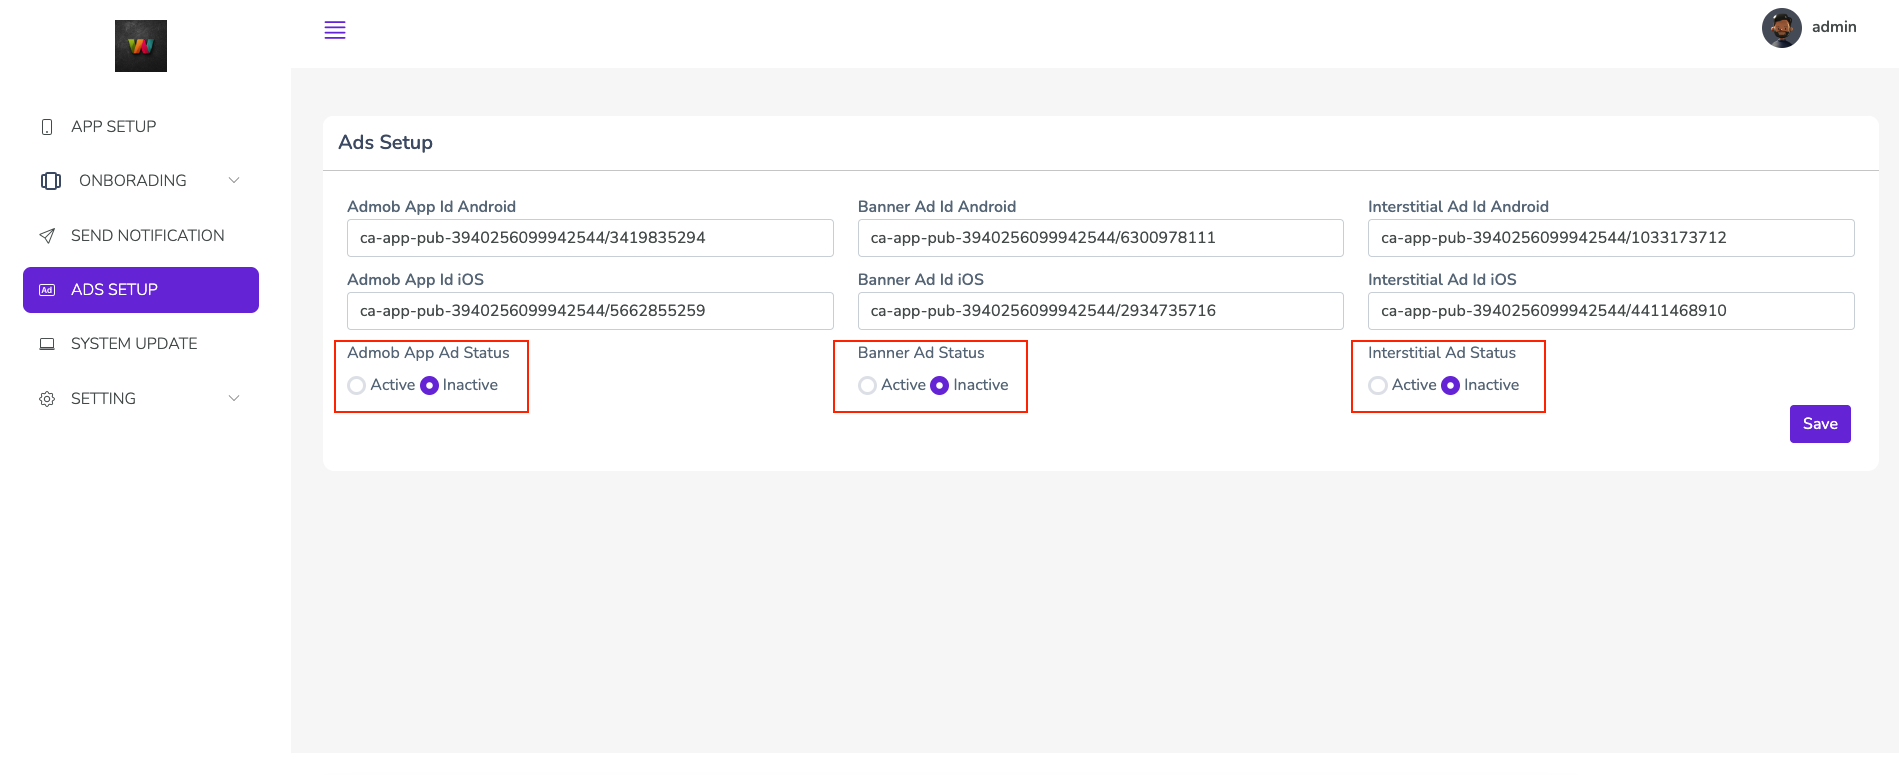 admin
APP SETUP
ONBORADING
SEND NOTIFICATION
Ad ADS SETUP
SYSTEM UPDATE
SETTING
Ads Setup
Admob App Id Android
Banner Ad Id Android
Interstitial Ad Id Android
ca-app-pub-3940256099942544/3419835294
ca-app-pub-3940256099942544/6300978111
ca-app-pub-3940256099942544/1033173712
Admob App Id iOS
Banner Ad Id iOS
Interstitial Ad Id iOS
ca-app-pub-3940256099942544/5662855259
ca-app-pub-3940256099942544/2934735716
ca-app-pub-3940256099942544/4411468910
Admob App Ad Status
Banner Ad Status
Interstitial Ad Status
Active Inactive
Active Inactive
Active Inactive
Save